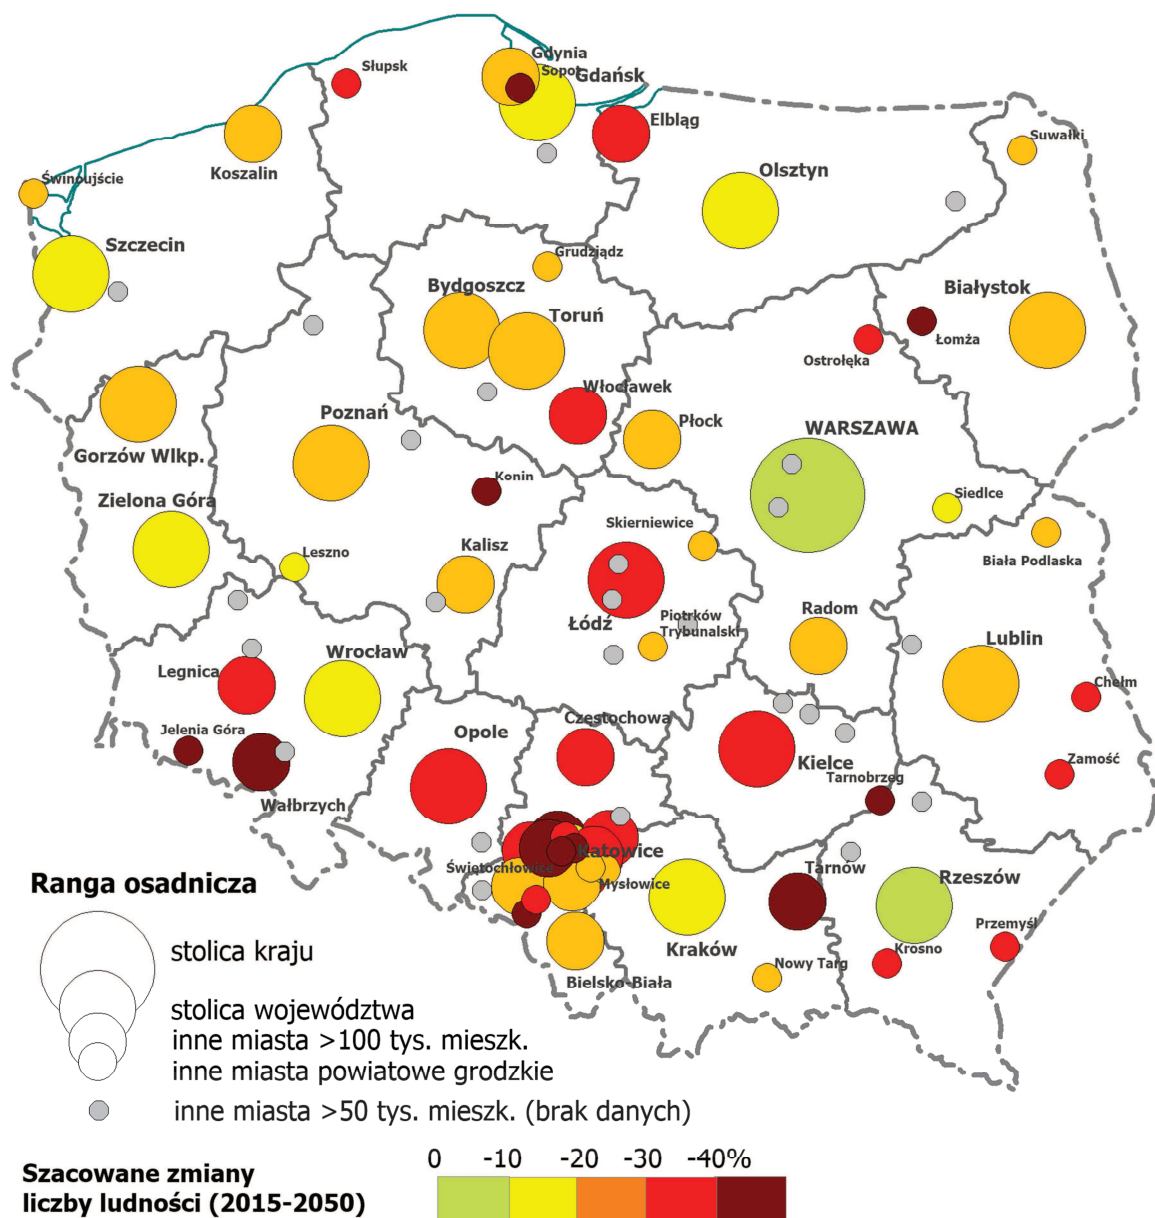 Gdynia
Sopot
Gdańsk
Słupsk
Elbląg
Suwałki
Koszalin
Olsztyn
Świnoujście
Szczecin
Grudziądz
Bydgoszcz
Toruń
Białystok
Łomża
Ostrołęka
Włocławek
Płock
Poznań
WARSZAWA
Gorzów Wlkp.
Konin
Zielona Góra
Siedlce
Skierniewice
Kalisz
Leszno
Biała Podlaska
Łódź
Piotrków
Trybunalski
Radom
Lublin
Wrocław
Legnica
Chełm
Jelenia Góra
Opole
Częstochowa
Kielce
Zamość
Tarnobrzeg
Wałbrzych
Katowice
Świętochłowice
Mysłowice
Tarnów
Rzeszów
Kraków
Przemyśl
Krosno
Nowy Targ
Bielsko-Biała
Ranga osadnicza
stolica kraju
stolica województwa
inne miasta >100 tys. mieszk.
inne miasta powiatowe grodzkie
inne miasta >50 tys. mieszk. (brak danych)
Szacowane zmiany
liczby ludności (2015-2050)
0 -10 -20 -30 -40%